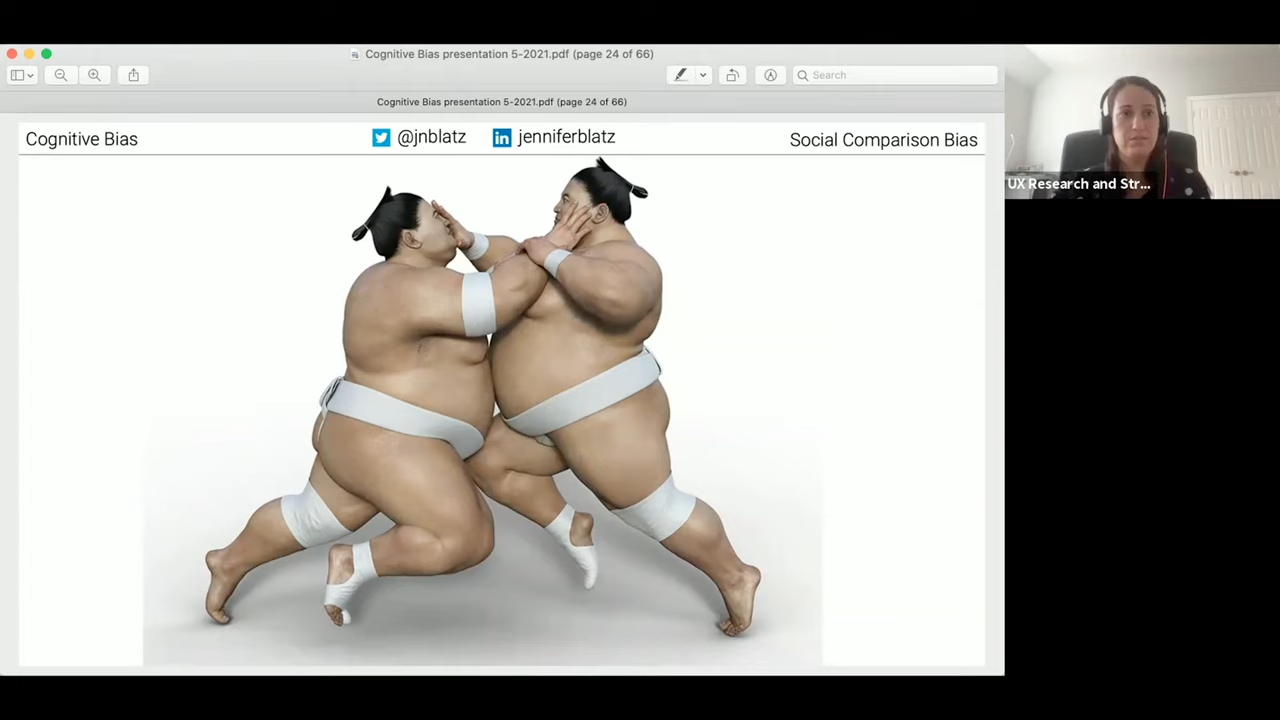 Cognitive Bias presentation 5-2021.pdf (page 24 of 66)
Search
Cognitive Bias presentation 5-2021.pdf (page 24 of 66)
Cognitive Bias
@jnblatz
in jenniferblatz
Social Comparison Bias
UX Research and Str...